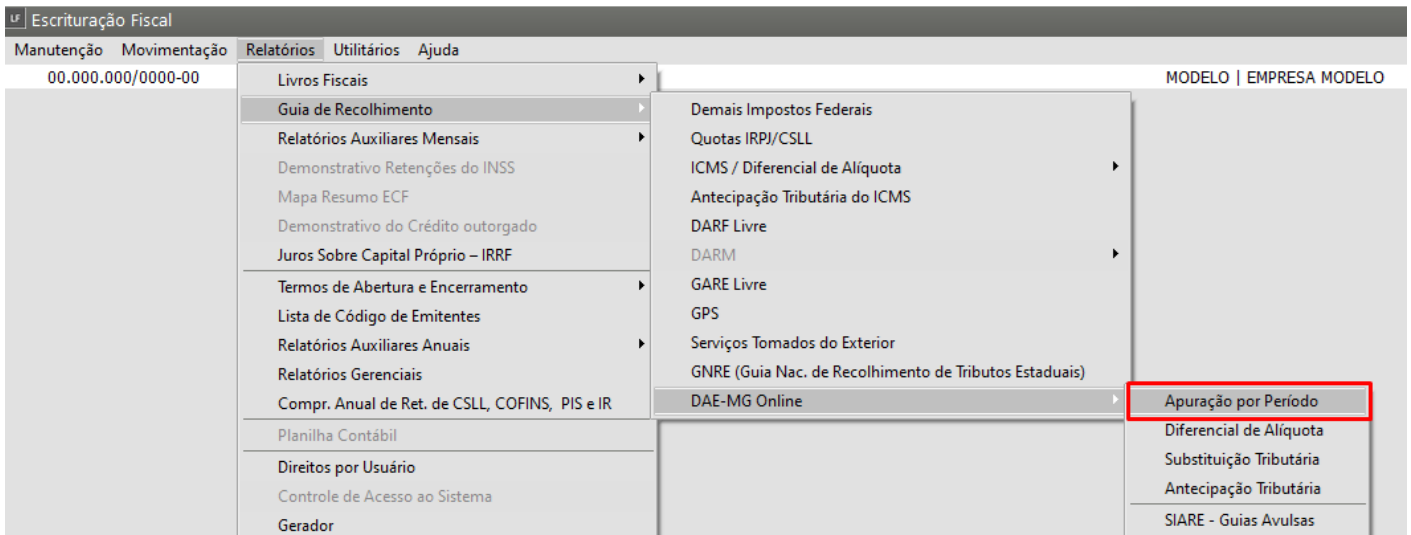 LF Escrituração Fiscal
Manutenção Movimentação Relatórios Utilitários Ajuda
00.000.000/0000-00
MODELO | EMPRESA MODELO
Livros Fiscais
Guia de Recolhimento
Relatórios Auxiliares Mensais
Demonstrativo Retenções do INSS
Mapa Resumo ECF
Demonstrativo do Crédito outorgado
Juros Sobre Capital Próprio – IRRF
Termos de Abertura e Encerramento
Lista de Código de Emitentes
Relatórios Auxiliares Anuais
Relatórios Gerenciais
Compr. Anual de Ret. de CSLL, COFINS, PIS e IR
Planilha Contábil
Direitos por Usuário
Controle de Acesso ao Sistema
Gerador
Demais Impostos Federais
Quotas IRPJ/CSLL
ICMS / Diferencial de Alíquota
Antecipação Tributária do ICMS
DARF Livre
DARM
GARE Livre
GPS
Serviços Tomados do Exterior
GNRE (Guia Nac. de Recolhimento de Tributos Estaduais)
DAE-MG Online
Apuração por Período
Diferencial de Alíquota
Substituição Tributária
Antecipação Tributária
SIARE - Guias Avulsas